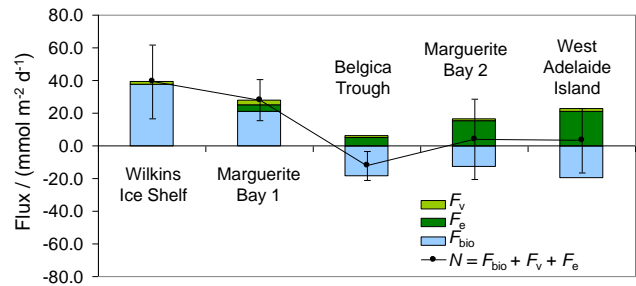 80.0
60.0
40.0
20.0
0.0
-20.0
-40.0
-60.0
-80.0
Flux / (mmol m-2 d-1)
Wilkins
Ice Shelf
Marguerite
Bay 1
Belgica
Trough
Marguerite
Bay 2
West
Adelaide
Island
Fv
Fe
Fbio
N = Fbio + Fv + Fe